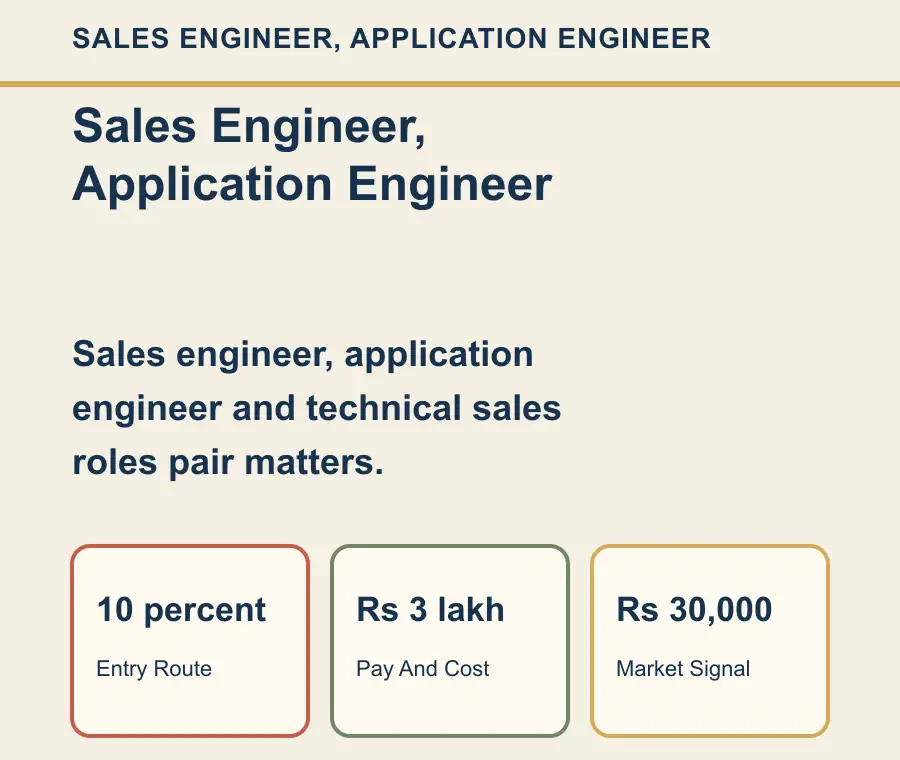 SALES ENGINEER, APPLICATION ENGINEER
Sales Engineer,
Application Engineer
Sales engineer, application
engineer and technical sales
roles pair matters.
10 percent
Entry Route
Rs 3 lakh
Pay And Cost
Rs 30,000
Market Signal